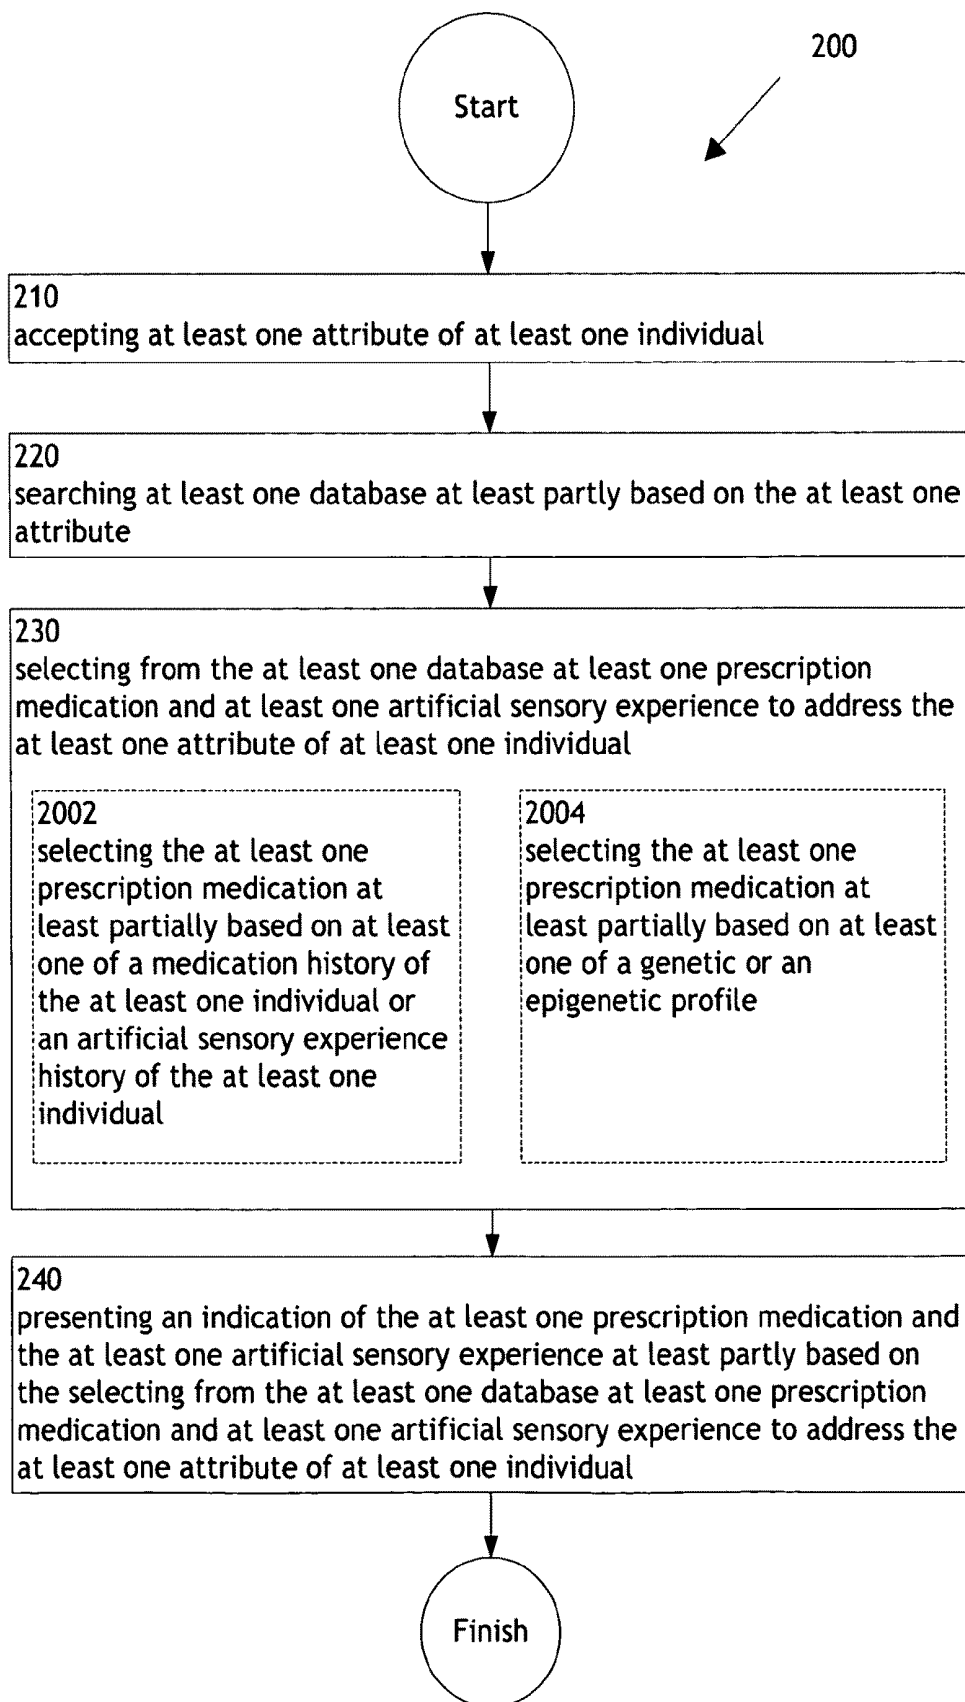 200
Start
210
accepting at least one attribute of at least one individual
220
searching at least one database at least partly based on the at least one
attribute
230
selecting from the at least one database at least one prescription
medication and at least one artificial sensory experience to address the
at least one attribute of at least one individual
2002
selecting the at least one
prescription medication at
least partially based on at least
one of a medication history of
the at least one individual or
an artificial sensory experience
history of the at least one
individual
2004
selecting the at least one
prescription medication at
least partially based on at least
one of a genetic or an
epigenetic profile
240
presenting an indication of the at least one prescription medication and
the at least one artificial sensory experience at least partly based on
the selecting from the at least one database at least one prescription
medication and at least one artificial sensory experience to address the
at least one attribute of at least one individual
Finish